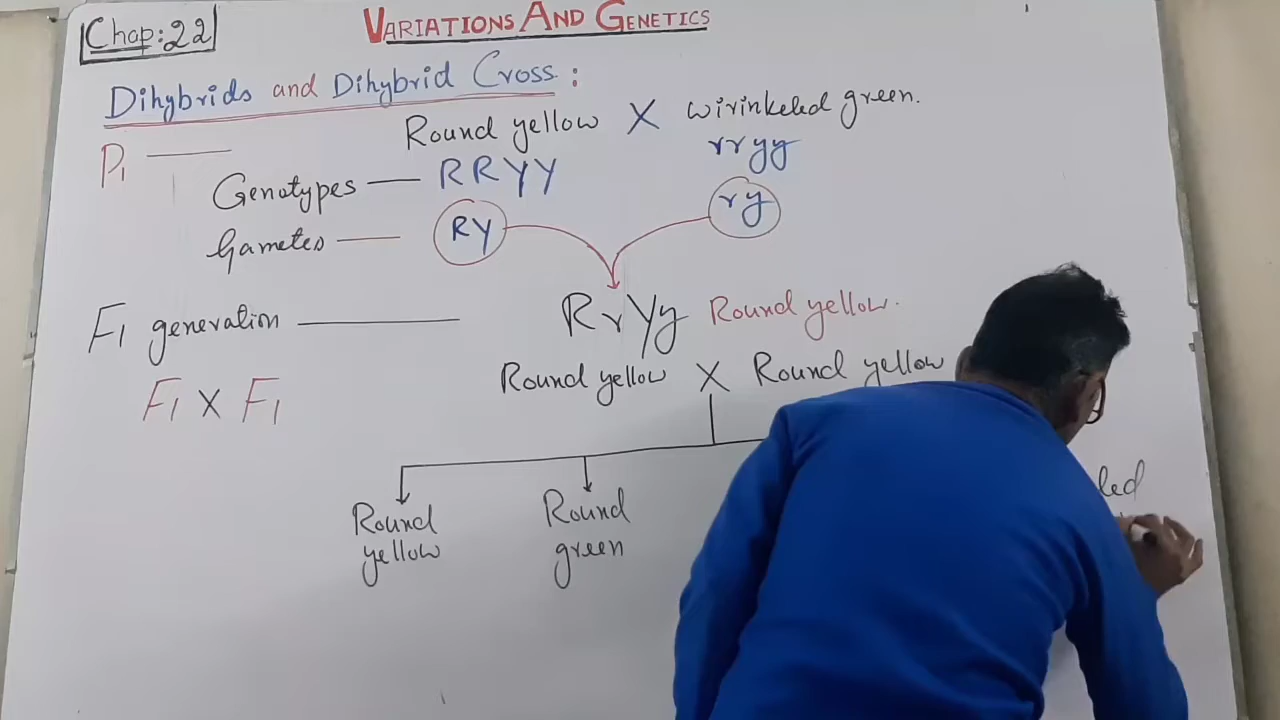 Chap:22
VARIATIONS AND GENETICS
Dihybrids and Dihybrid Cross:
P1 — Round yellow X wirinkeled green.
Genotypes — RRYY rryy
Gametes — RY ry
F1 generation — RrYy Round yellow.
F1 X F1 Round yellow X Round yellow
Round Round led
yellow green